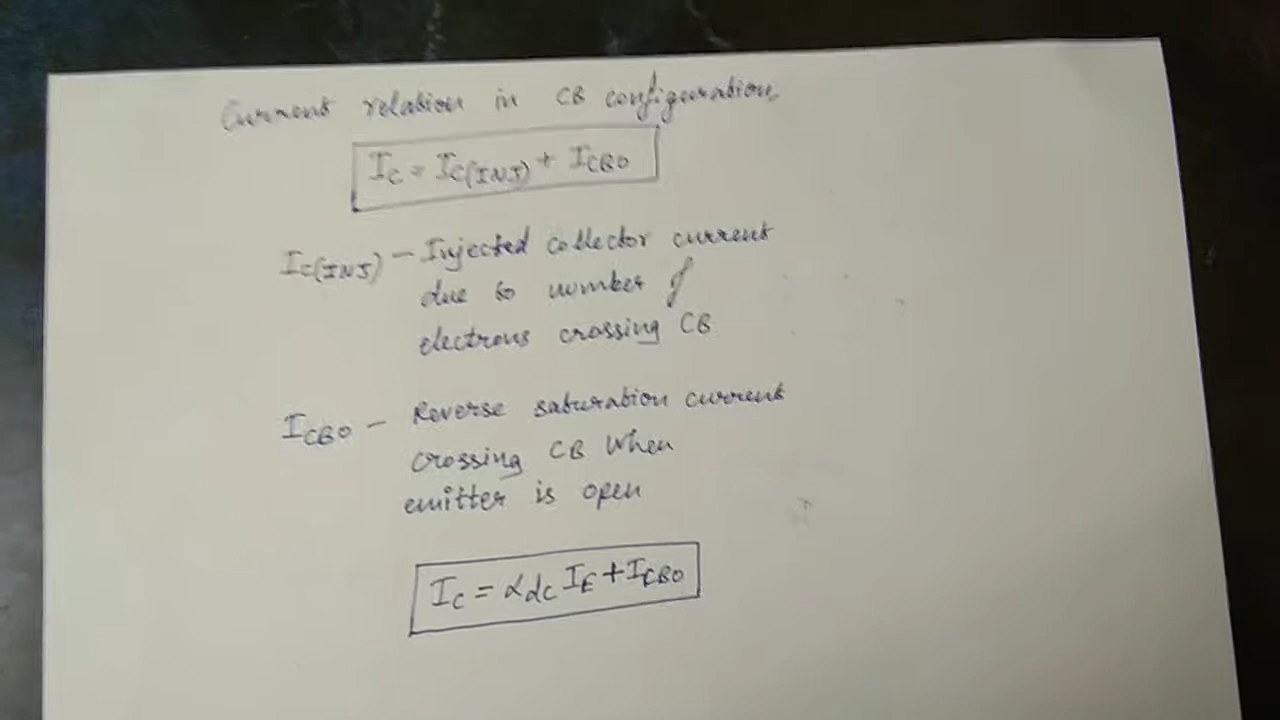 Current relation in CB configuration.
IC = IC(INJ) + ICBO
IC(INJ) - Injected collector current
due to number of
electrons crossing CB
ICBO - Reverse saturation current
crossing CB When
emitter is open
IC = αdc IE + ICBO